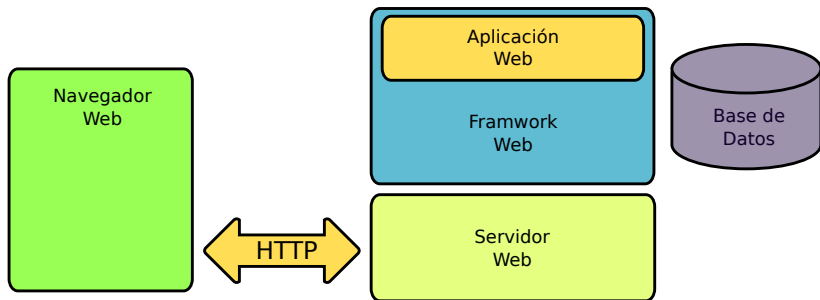 Navegador
Web
HTTP
Aplicación
Web
Framwork
Web
Servidor
Web
Base de
Datos